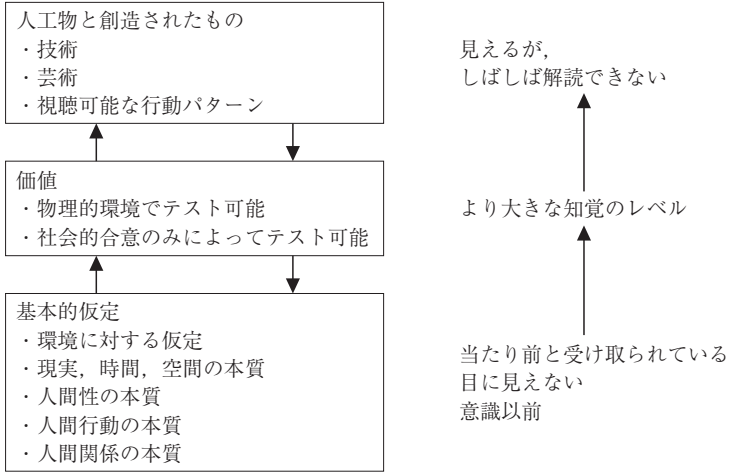 人工物と創造されたもの
・技術
・芸術
・視聴可能な行動パターン
見えるが,
しばしば解読できない
価値
・物理的環境でテスト可能
・社会的合意のみによってテスト可能
より大きな知覚のレベル
基本的仮定
・環境に対する仮定
・現実, 時間, 空間の本質
・人間性の本質
・人間行動の本質
・人間関係の本質
当たり前と受け取られている
目に見えない
意識以前